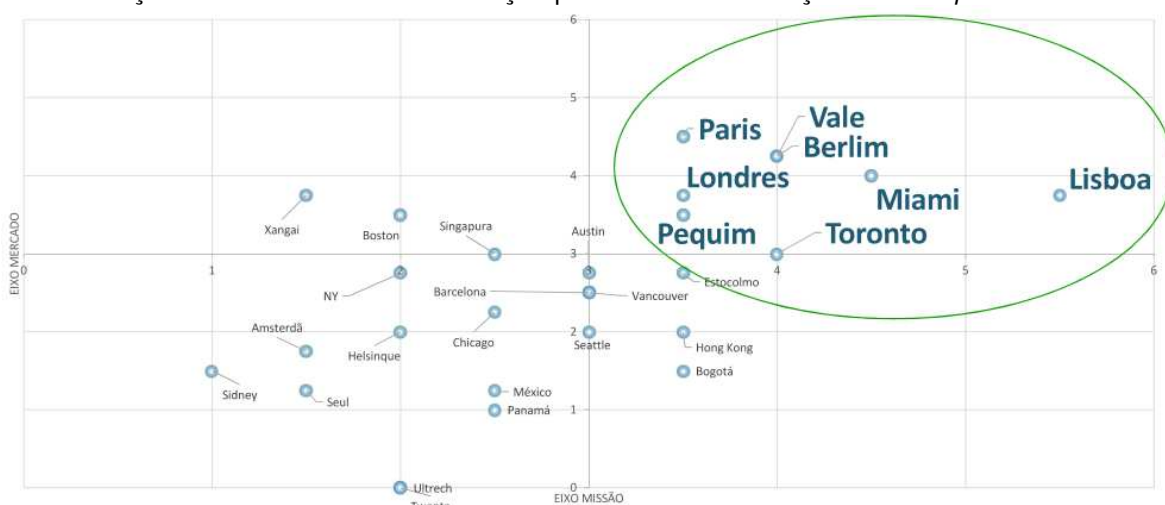 6
5
Paris
Vale
Berlim
4
Londres
Miami
Lisboa
Pequim
Toronto
Xangai
Boston
Singapura
Austin
3
EIXO MERCADO
0
1
2
3
4
5
6
NY
Barcelona
Vancouver
Estocolmo
Amsterdã
Helsinque
Chicago
2
Seattle
Hong Kong
Sidney
Seul
México
Bogotá
Panamá
1
Ultrech
0
EIXO MISSÃO